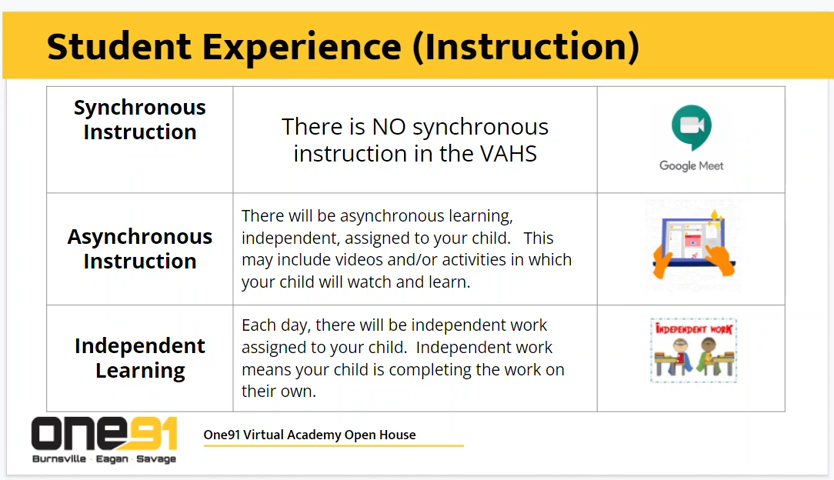 Student Experience (Instruction)
Synchronous
Instruction
There is NO synchronous
instruction in the VAHS
Google Meet
Asynchronous
Instruction
There will be asynchronous learning,
independent, assigned to your child.   This
may include videos and/or activities in which
your child will watch and learn.
Independent
Learning
Each day, there will be independent work
assigned to your child.  Independent work
means your child is completing the work on
their own.
INDEPENDENT WORK
one91
Burnsville · Eagan · Savage
One91 Virtual Academy Open House